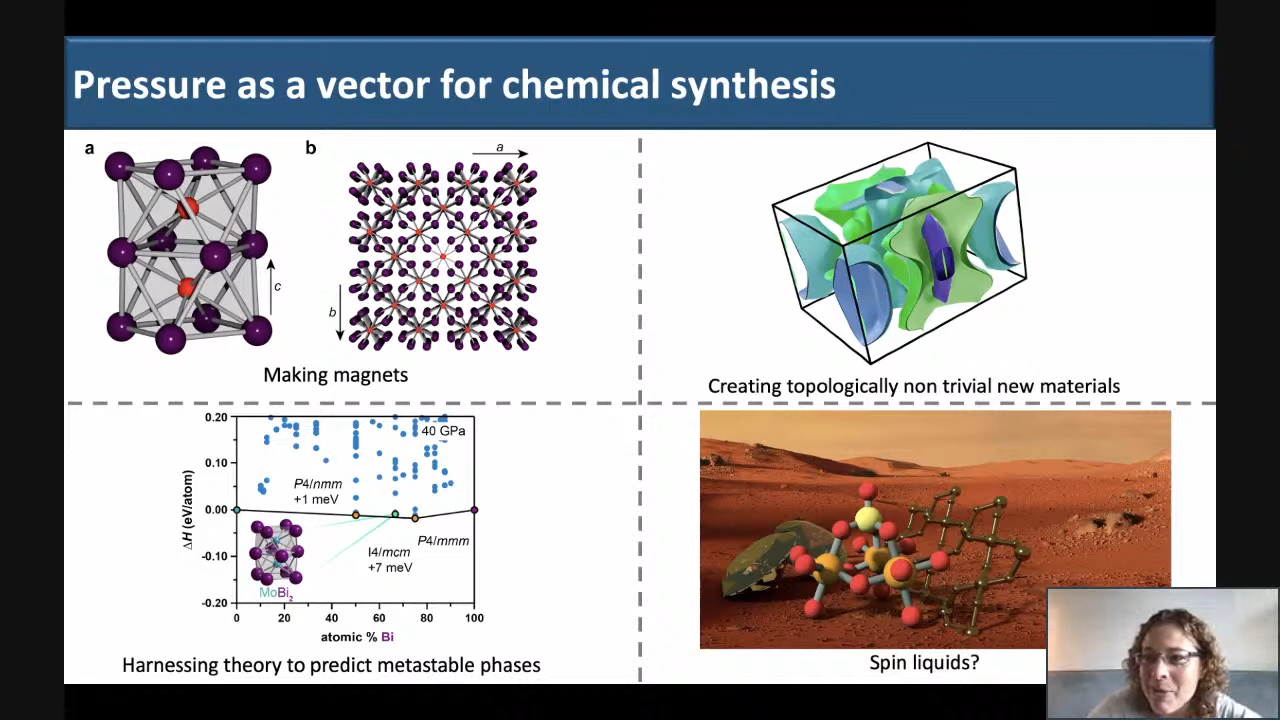 Pressure as a vector for chemical synthesis
a
b
a
c
b
Making magnets
Creating topologically non trivial new materials
0.20
0.10
0.00
-0.10
-0.20
ΔH (eV/atom)
40 GPa
P4/nmm
+1 meV
P4/mmm
I4/mcm
+7 meV
MoBi2
0
20
40
60
80
100
atomic % Bi
Harnessing theory to predict metastable phases
Spin liquids?